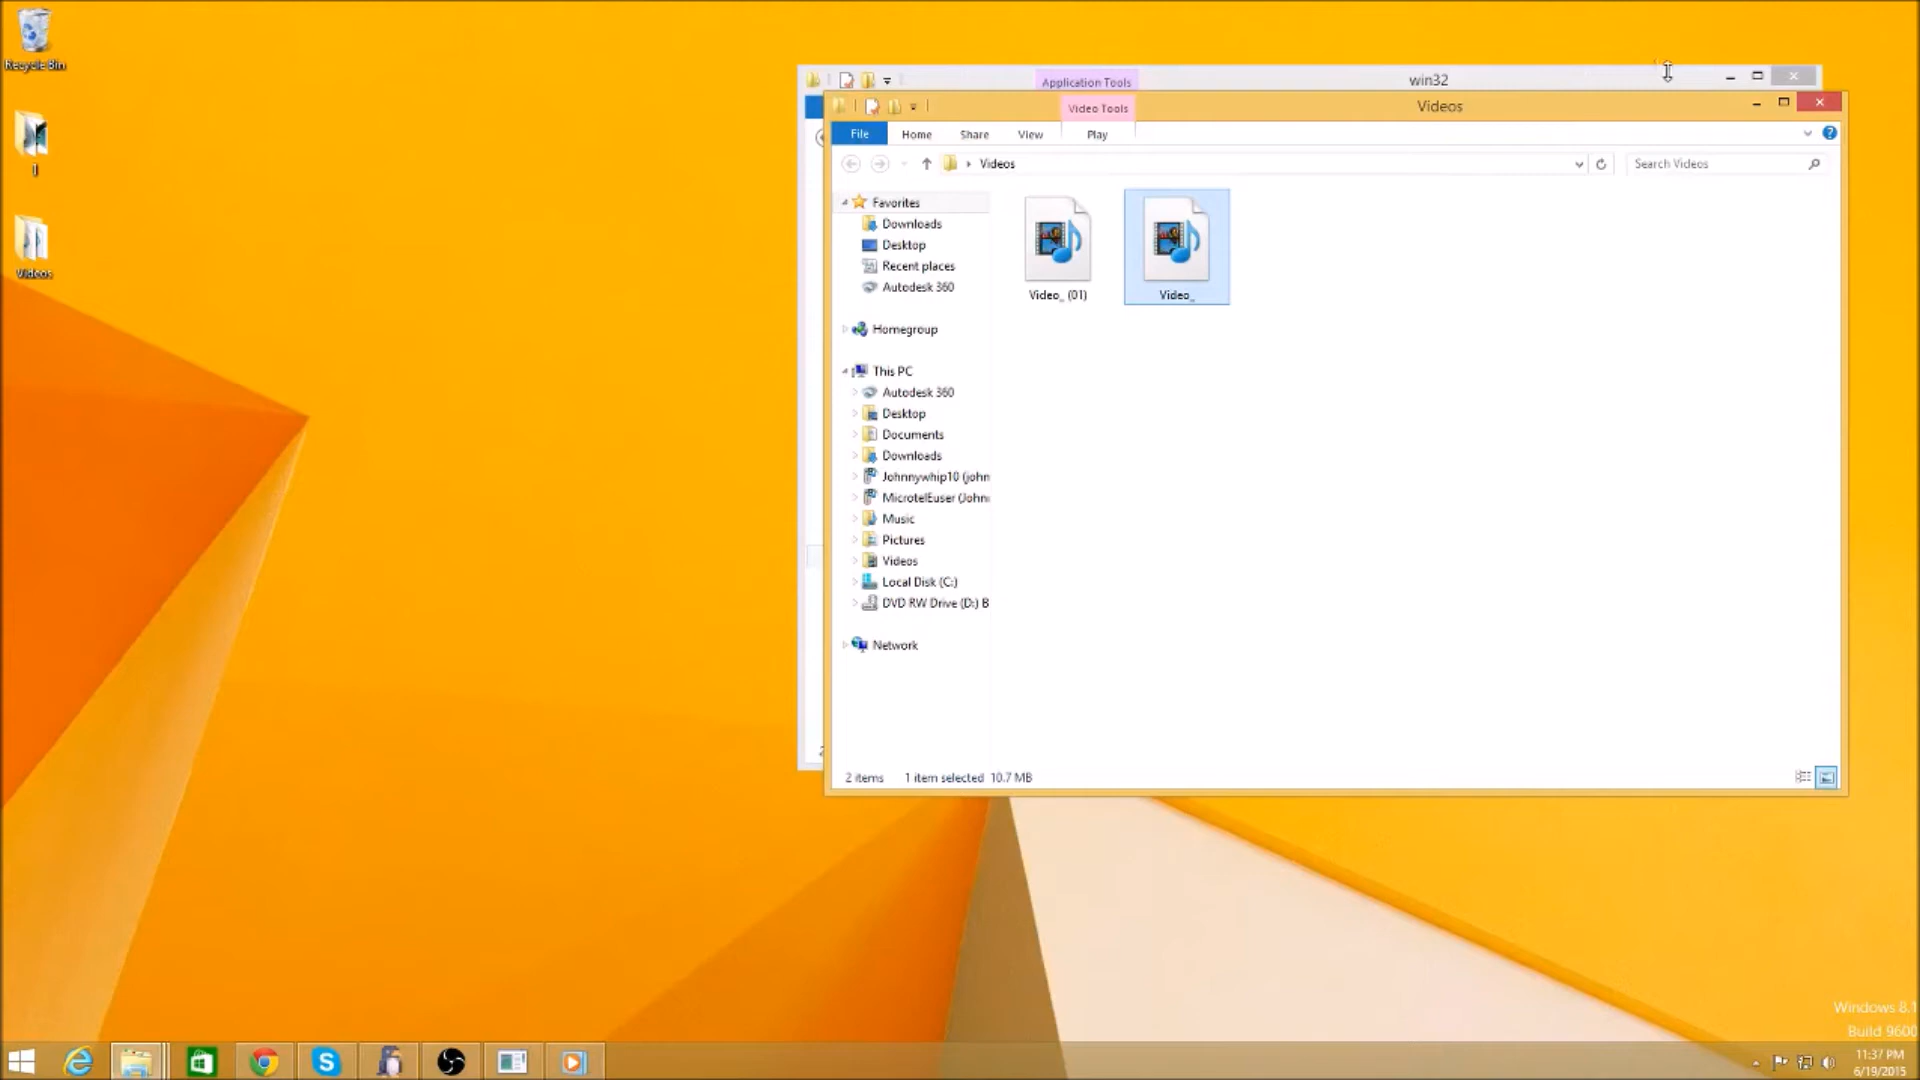 Recycle Bin
Videos
Application Tools
win32
Video Tools
Videos
File
Home
Share
View
Play
Videos
Search Videos
Favorites
Downloads
Desktop
Recent places
Autodesk 360
Homegroup
This PC
Autodesk 360
Desktop
Documents
Downloads
Johnnywhip10 (john
MicrotelEuser (John
Music
Pictures
Videos
Local Disk (C:)
DVD RW Drive (D:) B
Network
Video_ (01)
Video_
2 items
1 item selected 10.7 MB
Windows 8.1
Build 9600
11:37 PM
6/19/2015